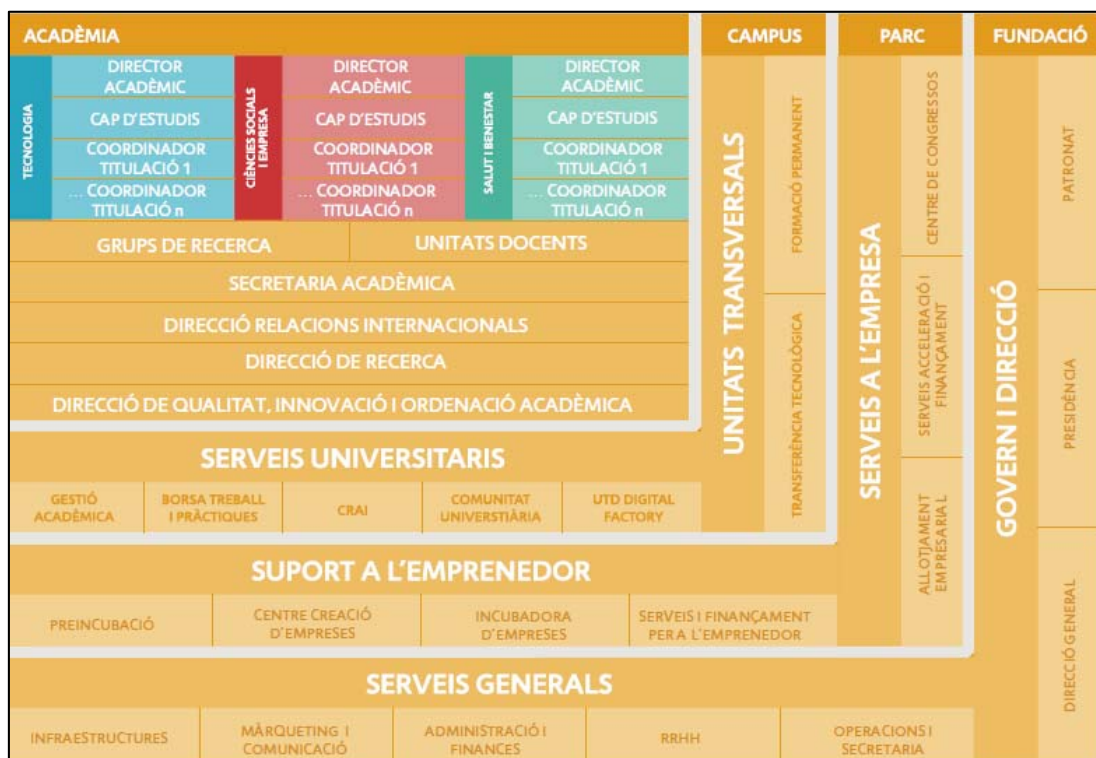 ACADÈMIA
CAMPUS
PARC
FUNDACIÓ
TECNOLOGIA
DIRECTOR
ACADÈMIC
CAP D'ESTUDIS
COORDINADOR
TITULACIÓ 1
... COORDINADOR
TITULACIÓ n
CIÈNCIES SOCIALS
I EMPRESA
DIRECTOR
ACADÈMIC
CAP D'ESTUDIS
COORDINADOR
TITULACIÓ 1
... COORDINADOR
TITULACIÓ n
SALUT I BENESTAR
DIRECTOR
ACADÈMIC
CAP D'ESTUDIS
COORDINADOR
TITULACIÓ 1
... COORDINADOR
TITULACIÓ n
GRUPS DE RECERCA
UNITATS DOCENTS
SECRETARIA ACADÈMICA
DIRECCIÓ RELACIONS INTERNACIONALS
DIRECCIÓ DE RECERCA
DIRECCIÓ DE QUALITAT, INNOVACIÓ I ORDENACIÓ ACADÈMICA
UNITATS TRANSVERSALS
FORMACIÓ PERMANENT
TRANSFERÈNCIA TECNOLÒGICA
SERVEIS A L'EMPRESA
CENTRE DE CONGRESSOS
SERVEIS ACCELERACIÓ I
FINANÇAMENT
ALLOTJAMENT
EMPRESARIAL
GOVERN I DIRECCIÓ
PATRONAT
PRESIDÈNCIA
DIRECCIÓ GENERAL
SERVEIS UNIVERSITARIS
GESTIÓ
ACADÈMICA
BORSA TREBALL
I PRÀCTIQUES
CRAI
COMUNITAT
UNIVERSTIÀRIA
UTD DIGITAL
FACTORY
SUPORT A L'EMPRENEDOR
PREINCUBACIÓ
CENTRE CREACIÓ
D'EMPRESES
INCUBADORA
D'EMPRESES
SERVEIS I FINANÇAMENT
PER A L'EMPRENEDOR
SERVEIS GENERALS
INFRAESTRUCTURES
MÀRQUETING I
COMUNICACIÓ
ADMINISTRACIÓ I
FINANCES
RRHH
OPERACIONS I
SECRETARIA